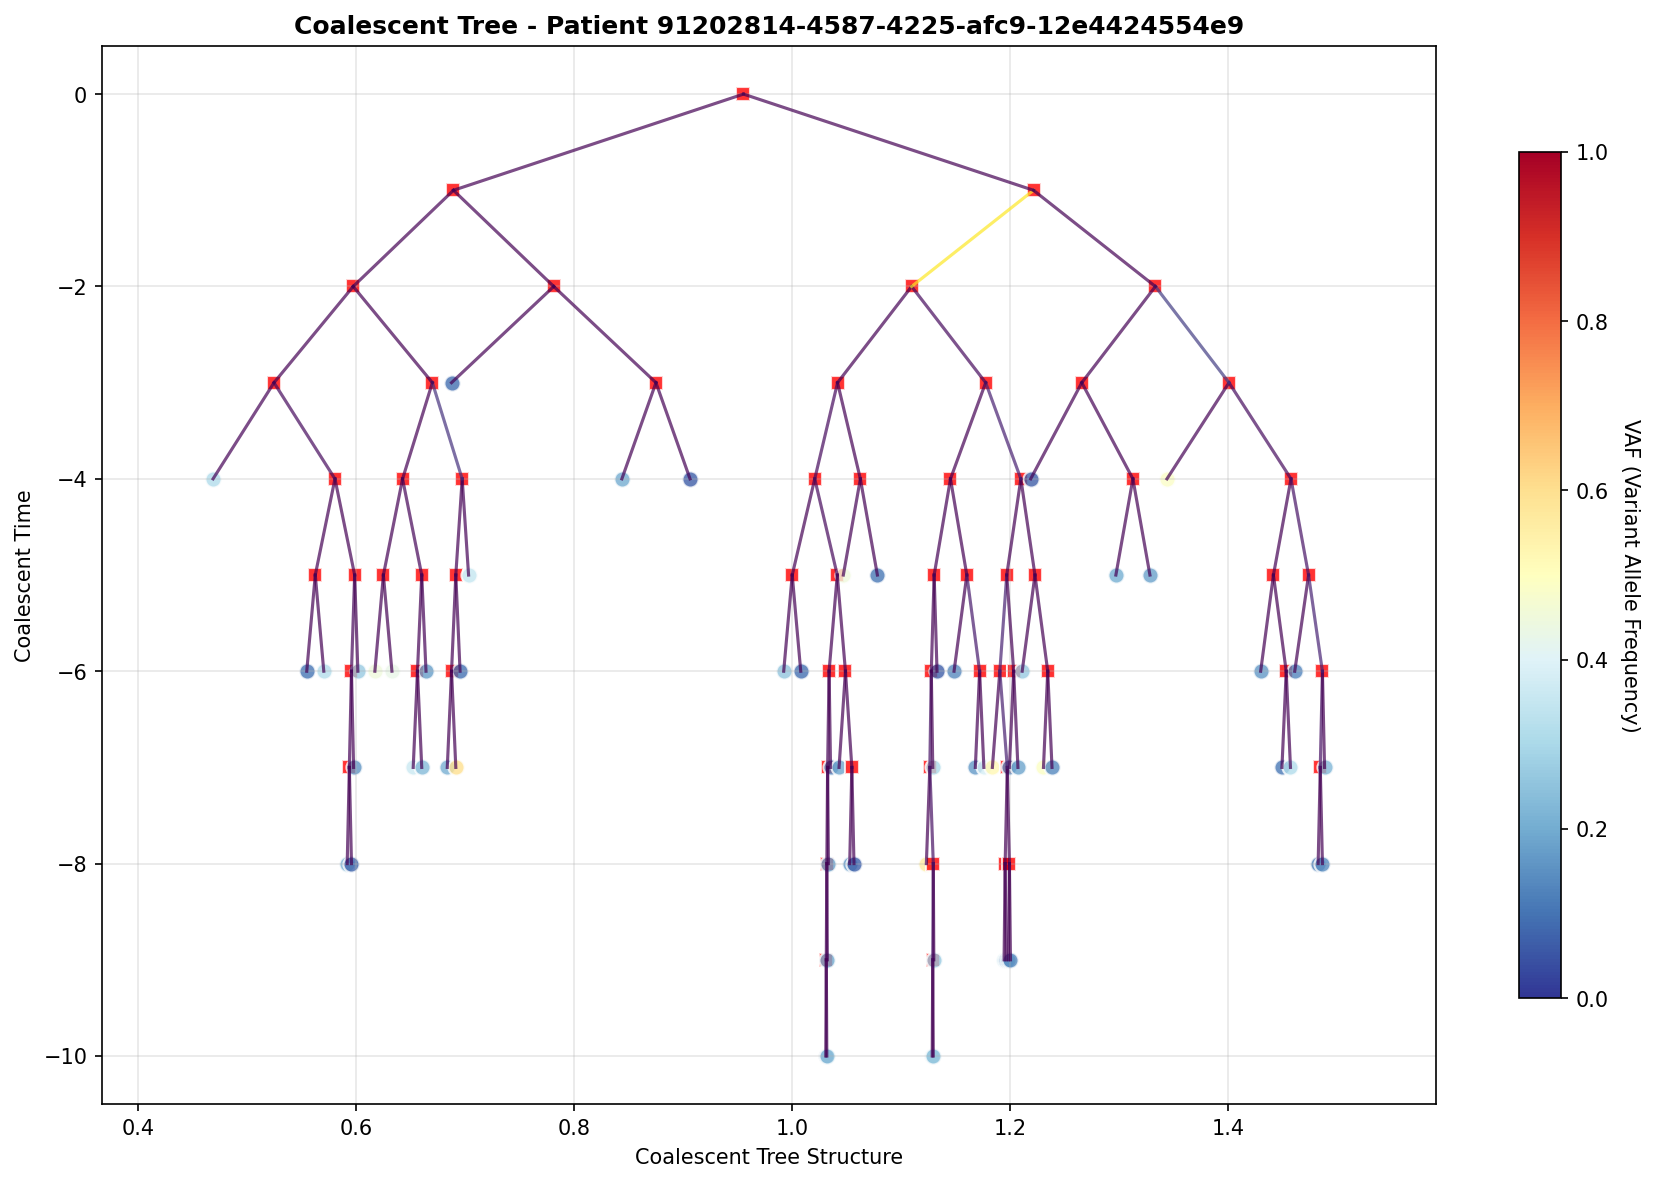 Coalescent Tree - Patient 91202814-4587-4225-afc9-12e4424554e9
Coalescent Time
0
−2
−4
−6
−8
−10
0.4 0.6 0.8 1.0 1.2 1.4
Coalescent Tree Structure
1.0
0.8
0.6
0.4
0.2
0.0
VAF (Variant Allele Frequency)